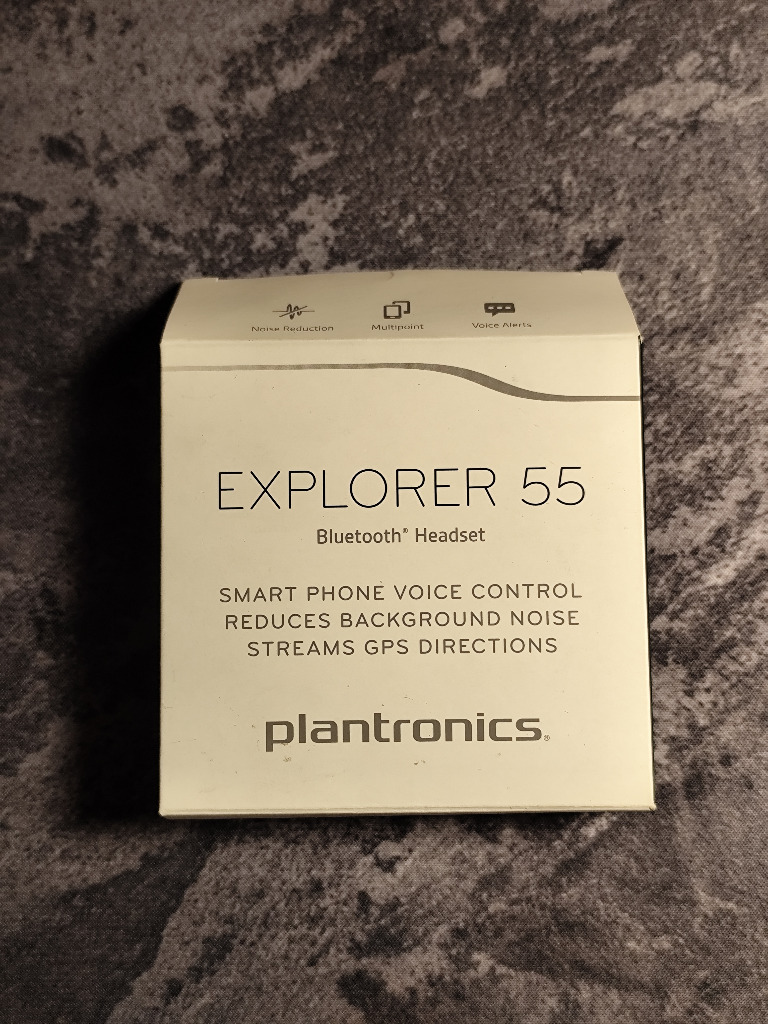 Noise Reduction Multipoint Voice Alerts
EXPLORER 55
Bluetooth® Headset
SMART PHONE VOICE CONTROL
REDUCES BACKGROUND NOISE
STREAMS GPS DIRECTIONS
plantronics®